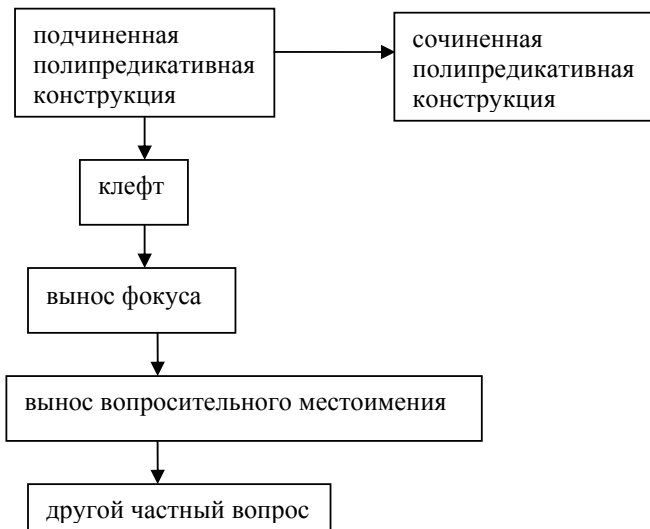 подчиненная
полипредикативная
конструкция
сочиненная
полипредикативная
конструкция
клефт
вынос фокуса
вынос вопросительного местоимения
другой частный вопрос